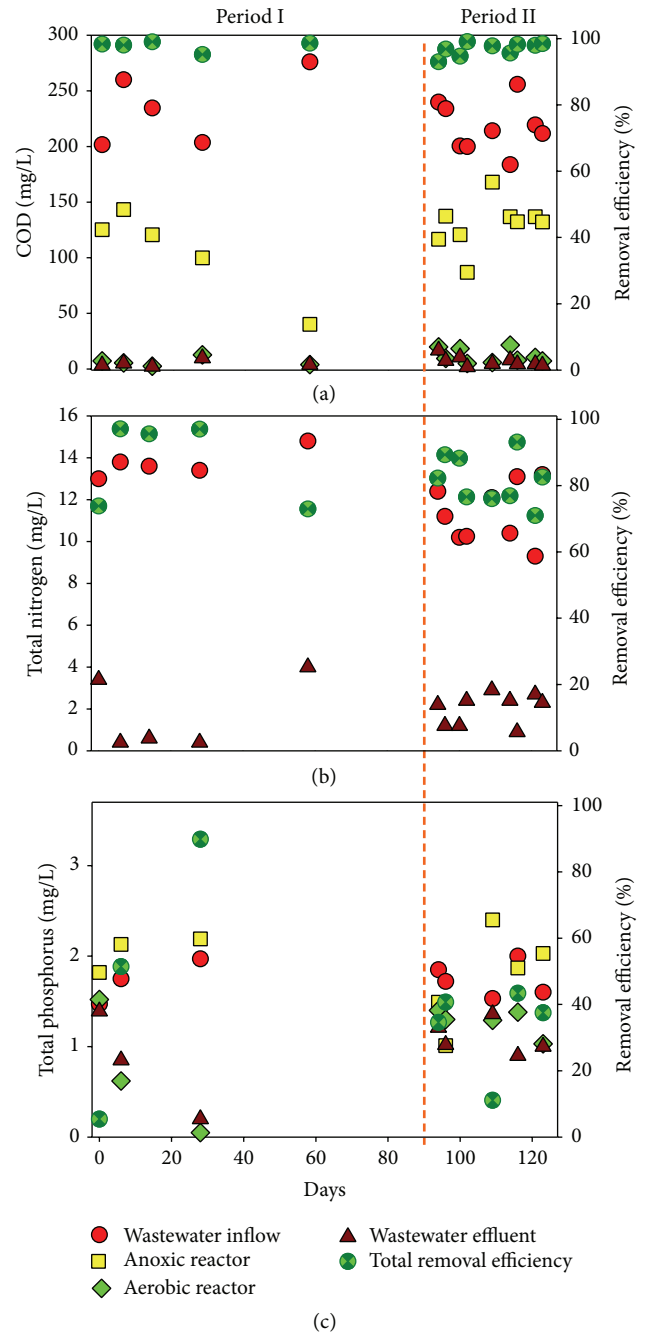 Period I Period II
300
250
200
150
100
50
0
COD (mg/L)
100
80
60
40
20
0
Removal efficiency (%)
(a)
16
14
12
10
8
6
4
2
0
Total nitrogen (mg/L)
100
80
60
40
20
0
Removal efficiency (%)
(b)
3
2
1
0
Total phosphorus (mg/L)
100
80
60
40
20
0
Removal efficiency (%)
0 20 40 60 80 100 120
Days
Wastewater inflow
Anoxic reactor
Aerobic reactor
Wastewater effluent
Total removal efficiency
(c)